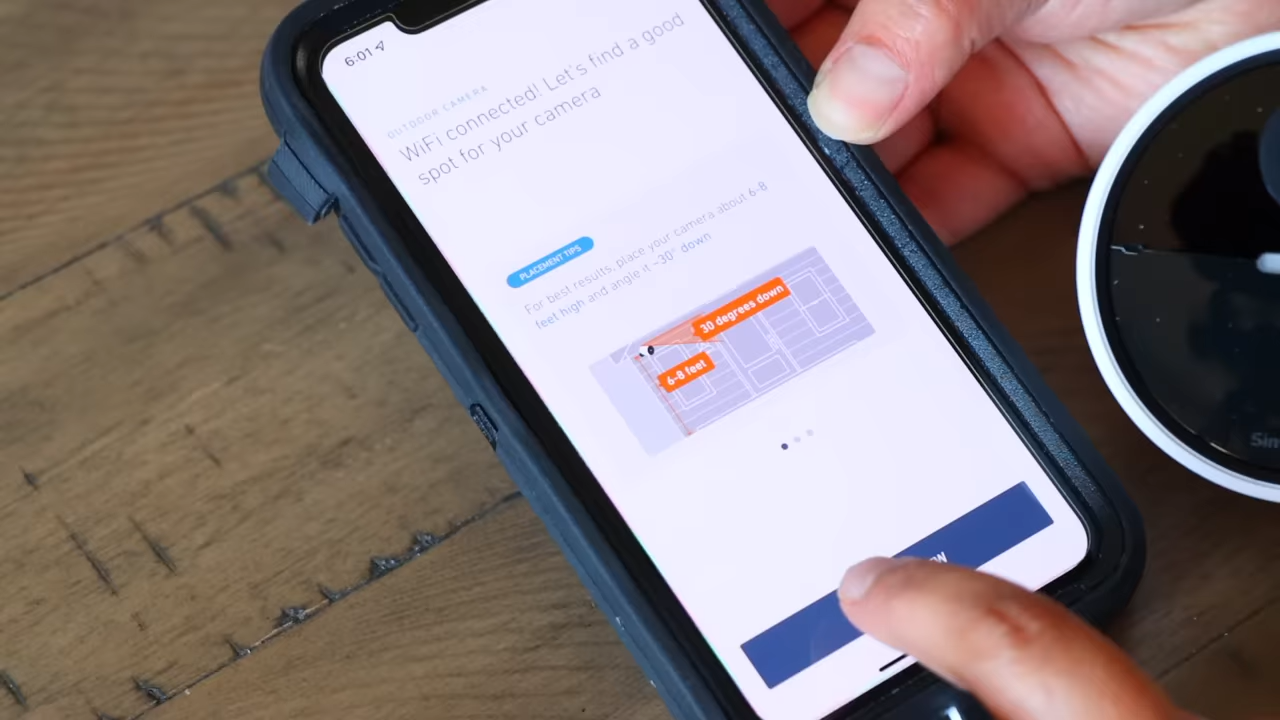 6:01
OUTDOOR CAMERA
WiFi connected! Let's find a good
spot for your camera
PLACEMENT TIPS
For best results, place your camera about 6-8
feet high and angle it ~30° down
30 degrees down
6-8 feet